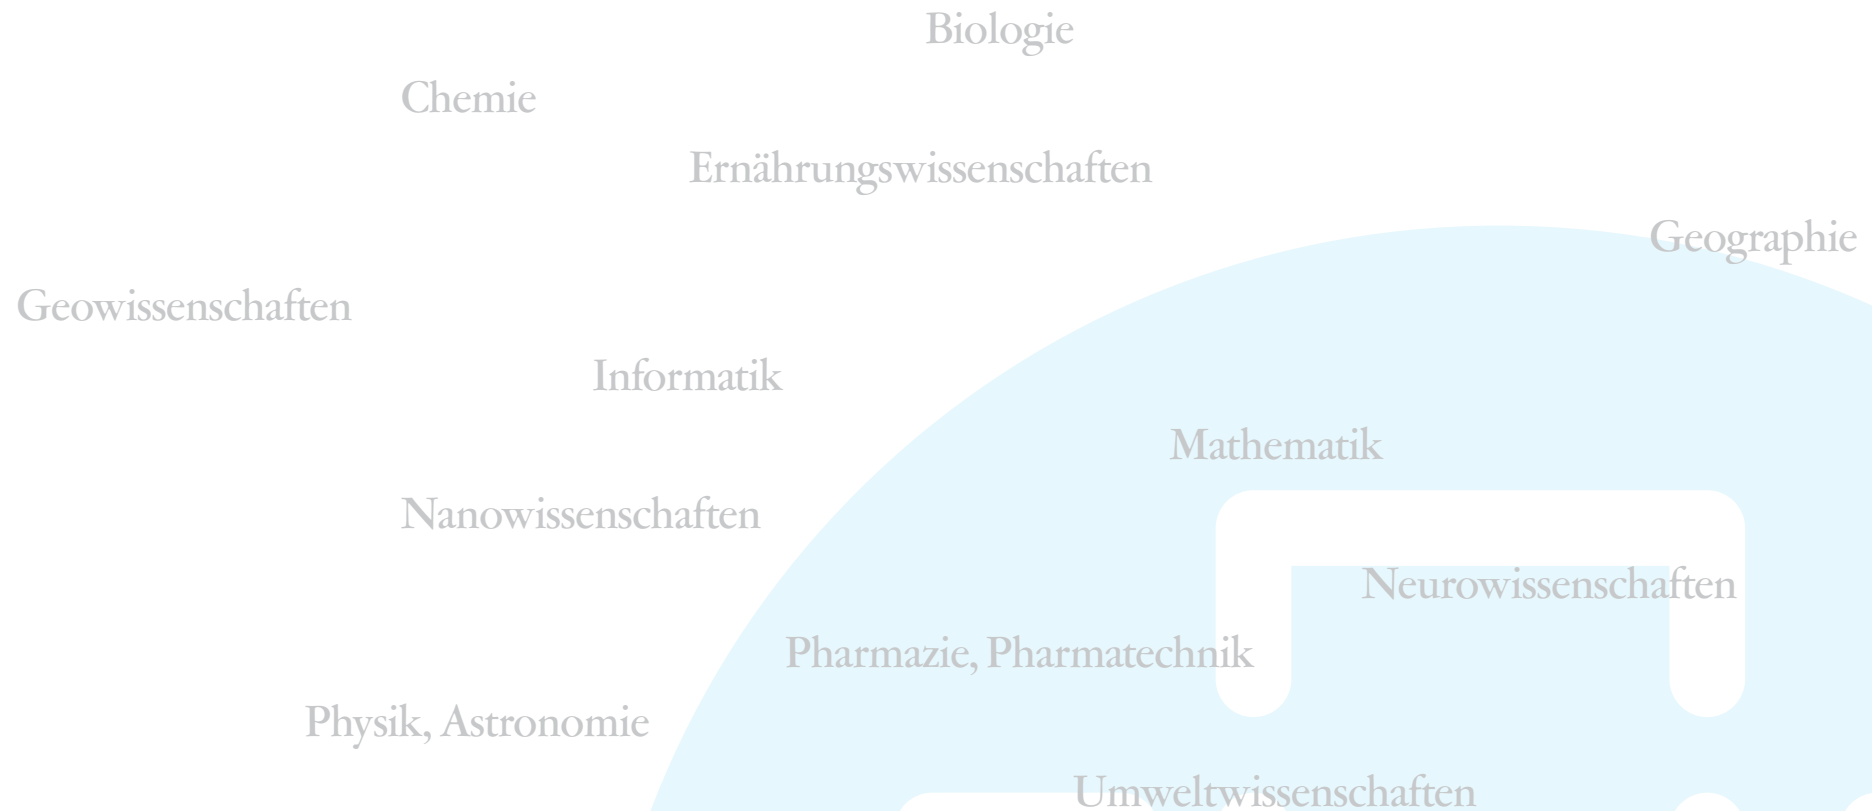 Biologie
Chemie
Ernährungswissenschaften
Geographie
Geowissenschaften
Informatik
Mathematik
Nanowissenschaften
Neurowissenschaften
Pharmazie, Pharmatechnik
Physik, Astronomie
Umweltwissenschaften